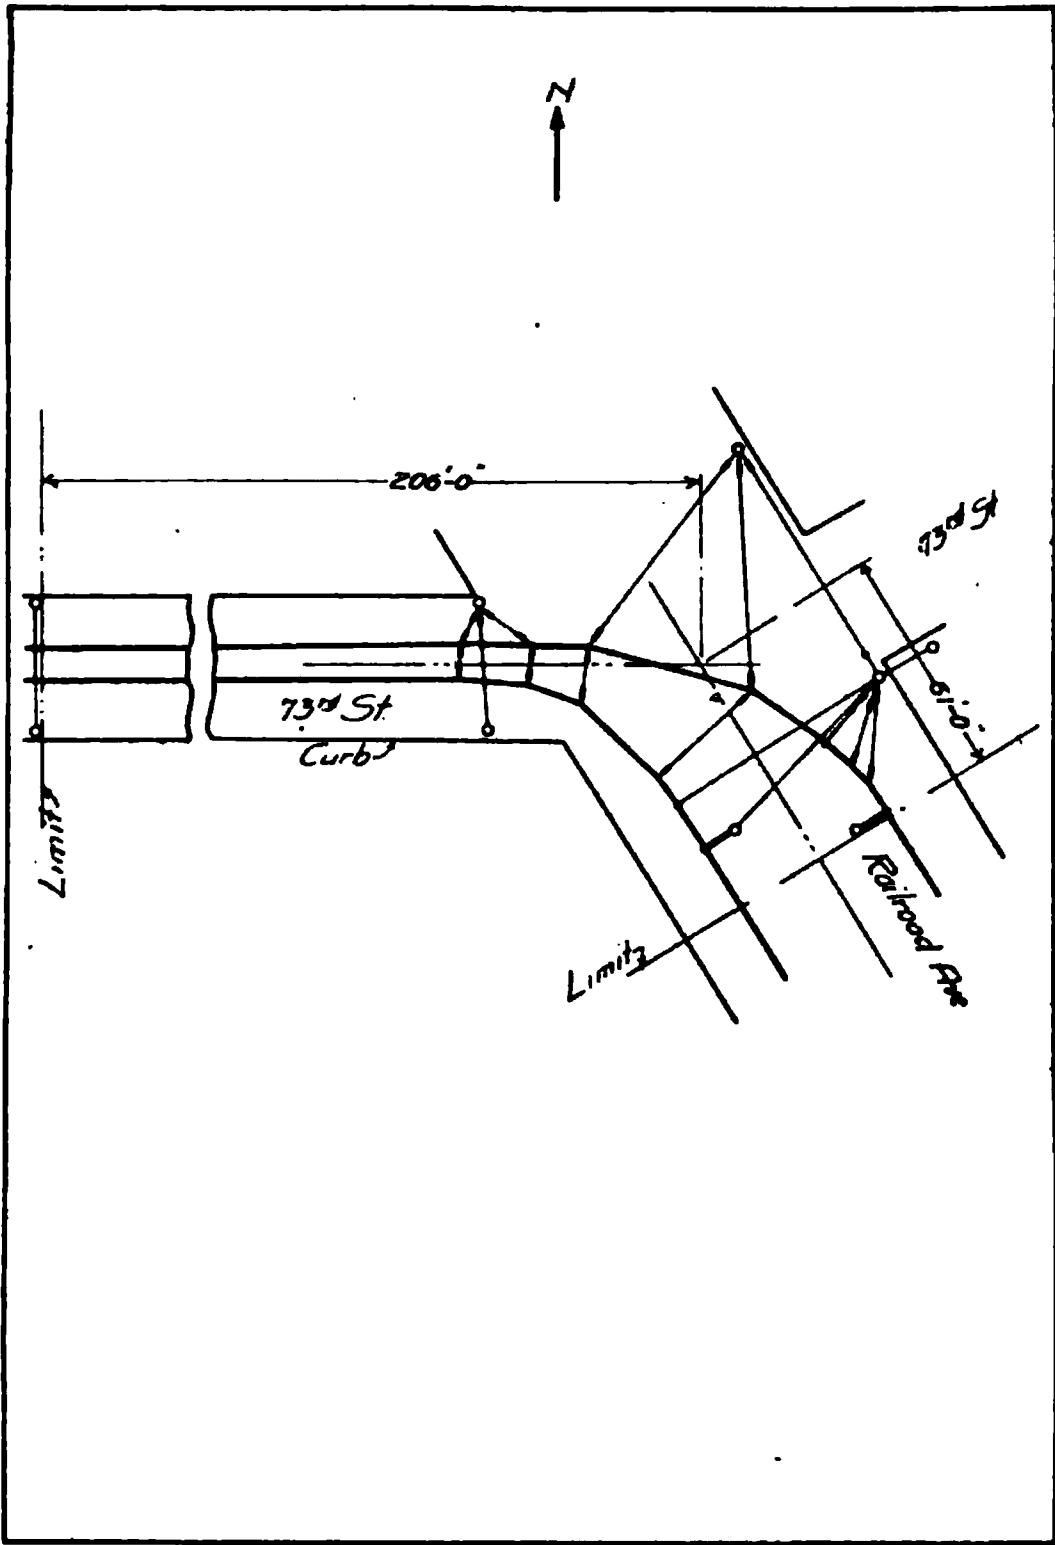 N
206'-0"
73rd St
61'-0"
73rd St.
Curb
Limits
Railroad Ave
Limits